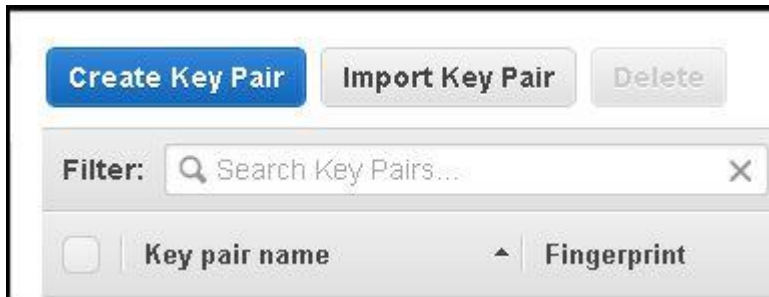 Create Key Pair Import Key Pair Delete
Filter: Search Key Pairs...
Key pair name Fingerprint